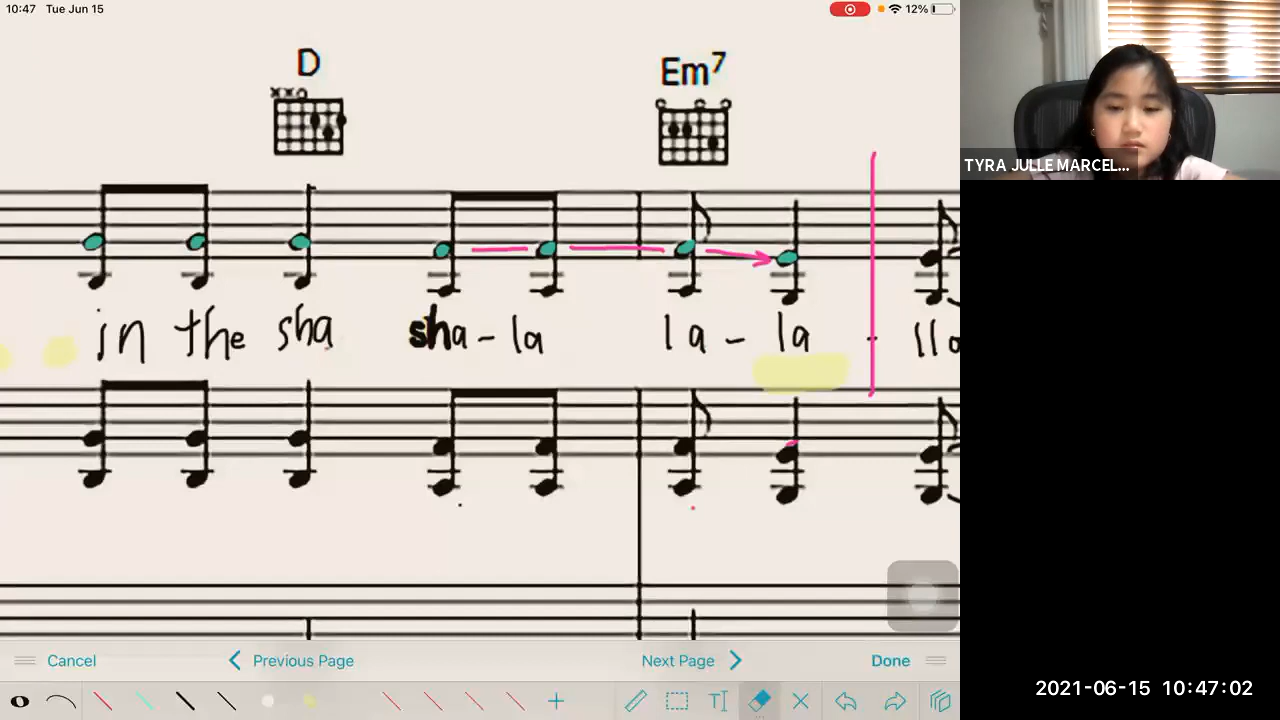 10:47 Tue Jun 15 12%
D Em7
TYRA JULLE MARCEL...
in the sha sha - la la - la - lla
Cancel Previous Page Next Page Done
2021-06-15 10:47:02